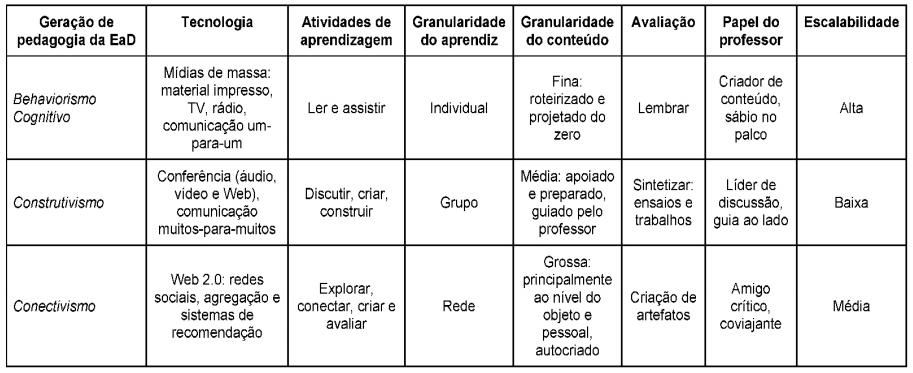 Geração de
pedagogia da EaD
Tecnologia
Atividades de
aprendizagem
Granularidade
do aprendiz
Granularidade
do conteúdo
Avaliação
Papel do
professor
Escalabilidade
Behaviorismo
Cognitivo
Mídias de massa:
material impresso,
TV, rádio,
comunicação um-
para-um
Ler e assistir
Individual
Fina:
roteirizado e
projetado do
zero
Lembrar
Criador de
conteúdo,
sábio no
palco
Alta
Construtivismo
Conferência (áudio,
vídeo e Web),
comunicação
muitos-para-muitos
Discutir, criar,
construir
Grupo
Média: apoiado
e preparado,
guiado pelo
professor
Sintetizar:
ensaios e
trabalhos
Líder de
discussão,
guia ao lado
Baixa
Conectivismo
Web 2.0: redes
sociais, agregação e
sistemas de
recomendação
Explorar,
conectar, criar e
avaliar
Rede
Grossa:
principalmente
ao nível do
objeto e
pessoal,
autocriado
Criação de
artefatos
Amigo
crítico,
coviajante
Média